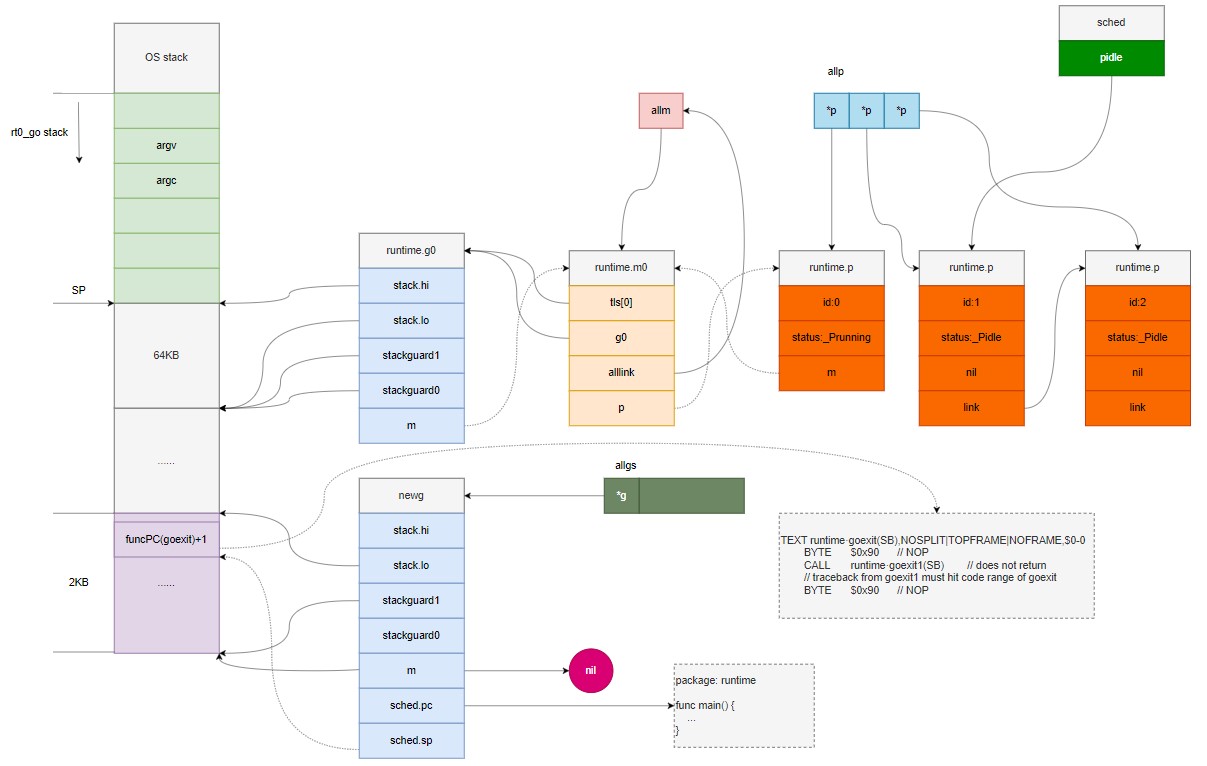 OS stack
rt0_go stack
argv
argc
SP
64KB
......
funcPC(goexit)+1
2KB
......
runtime.g0
stack.hi
stack.lo
stackguard1
stackguard0
m
newg
stack.hi
stack.lo
stackguard1
stackguard0
m
sched.pc
sched.sp
allm
runtime.m0
tls[0]
g0
alllink
p
allgs
*g
nil
package: runtime
func main() {
...
}
allp
*p *p *p
sched
pidle
runtime.p
id:0
status:_Prunning
m
runtime.p
id:1
status:_Pidle
nil
link
runtime.p
id:2
status:_Pidle
nil
link
TEXT runtime·goexit(SB),NOSPLIT|TOPFRAME|NOFRAME,$0-0
BYTE $0x90 // NOP
CALL runtime·goexit1(SB) // does not return
// traceback from goexit1 must hit code range of goexit
BYTE $0x90 // NOP